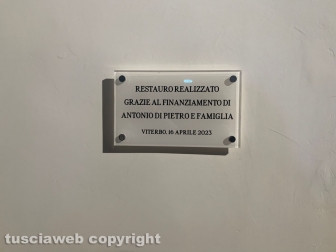 RESTAURO REALIZZATO
GRAZIE AL FINANZIAMENTO DI
ANTONIO DI PIETRO E FAMIGLIA
VITERBO, 16 APRILE 2023
tusciaweb copyright